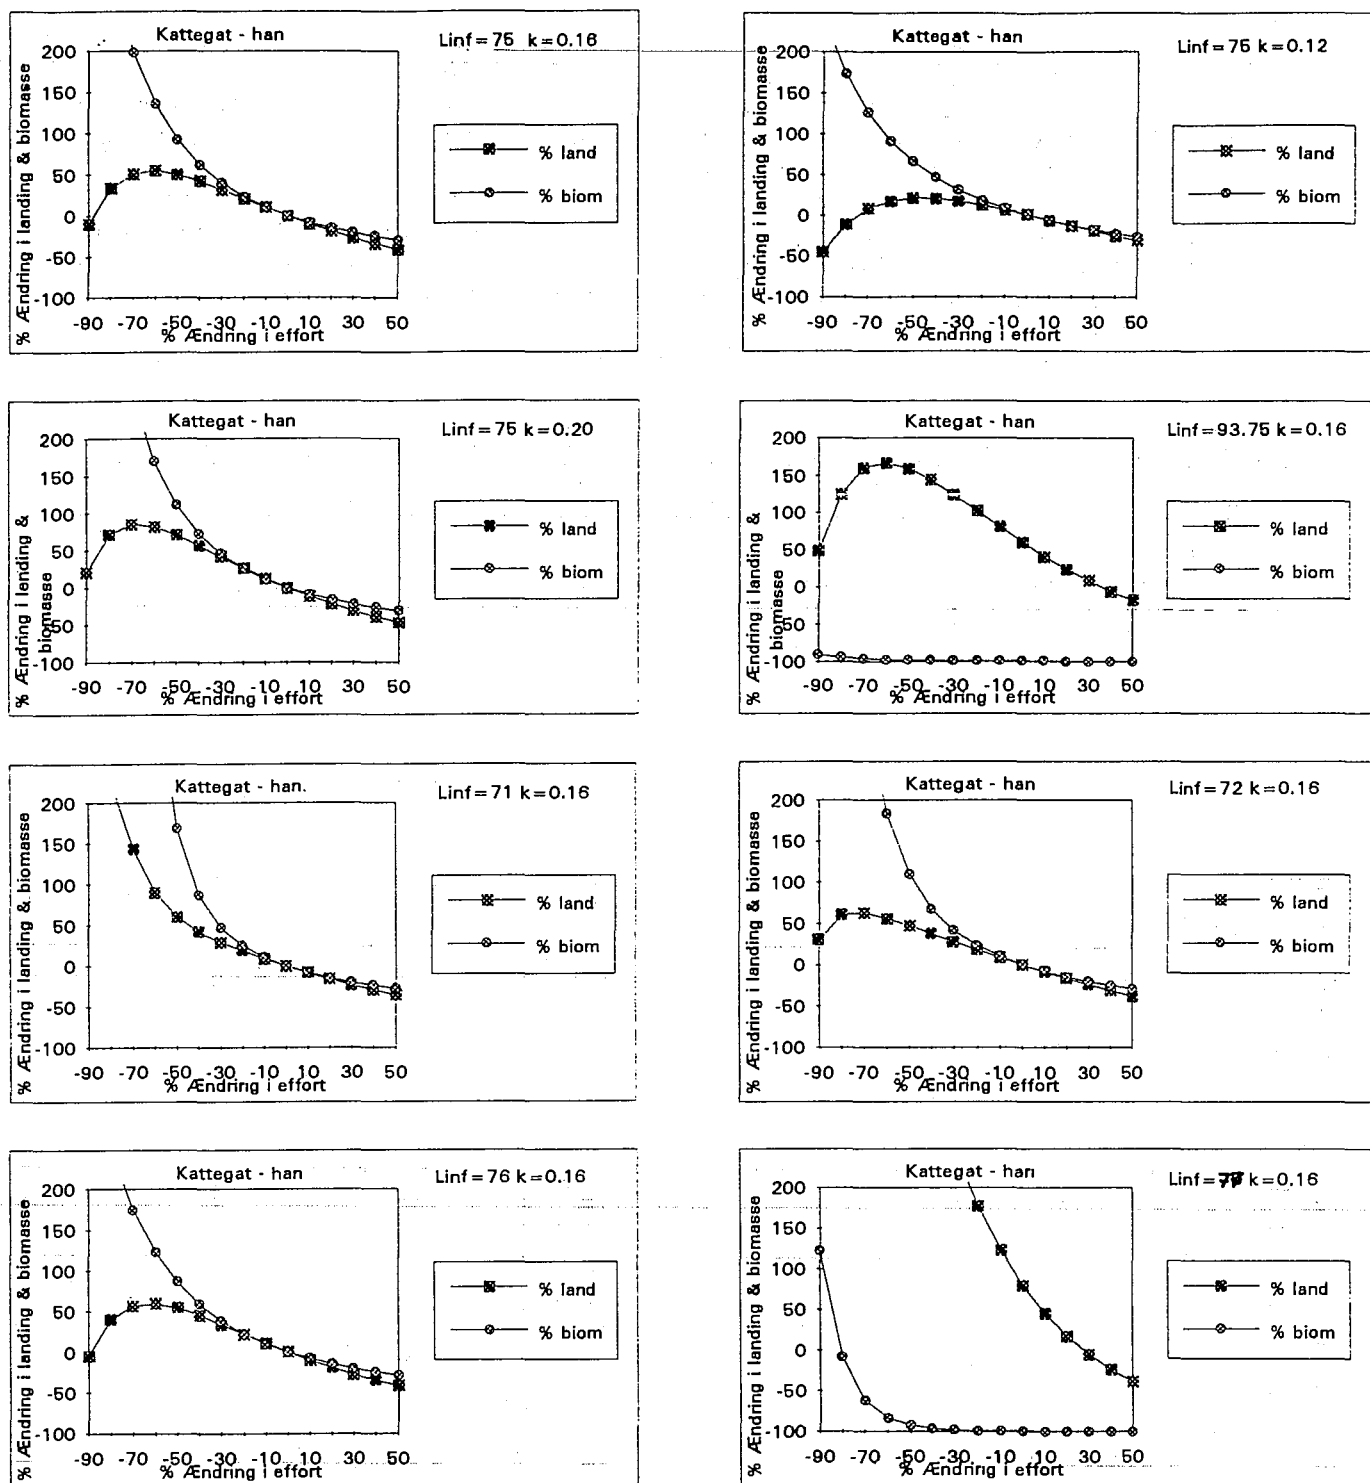 Kattegat - han
Linf=75 k=0.16
% Ændring i landing & biomasse
200
150
100
50
0
-50
-100
-90 -70 -50 -30 -10 10 30 50
% Ændring i effort
% land
% biom
Kattegat - han
Linf=75 k=0.12
% Ændring i landing & biomasse
200
150
100
50
0
-50
-100
-90 -70 -50 -30 -10 10 30 50
% Ændring i effort
% land
% biom
Kattegat - han
Linf=75 k=0.20
% Ændring i landing &
biomasse
200
150
100
50
0
-50
-100
-90 -70 -50 -30 -10 10 30 50
% Ændring i effort
% land
% biom
Kattegat - han
Linf=93.75 k=0.16
% Ændring i landing &
biomasse
200
150
100
50
0
-50
-100
-90 -70 -50 -30 -10 10 30 50
% Ændring i effort
% land
% biom
Kattegat - han.
Linf=71 k=0.16
% Ændring i landing & biomasse
200
150
100
50
0
-50
-100
-90 -70 -50 -30 -10 10 30 50
% Ændring i effort
% land
% biom
Kattegat - han
Linf=72 k=0.16
% Ændring i landing & biomasse
200
150
100
50
0
-50
-100
-90 -70 -50 -30 -10 10 30 50
% Ændring i effort
% land
% biom
Kattegat - han
Linf=76 k=0.16
% Ændring i landing & biomasse
200
150
100
50
0
-50
-100
-90 -70 -50 -30 -10 10 30 50
% Ændring i effort
% land
% biom
Kattegat - han
Linf= k=0.16
% Ændring i landing & biomasse
200
150
100
50
0
-50
-100
-90 -70 -50 -30 -10 10 30 50
% Ændring i effort
% land
% biom